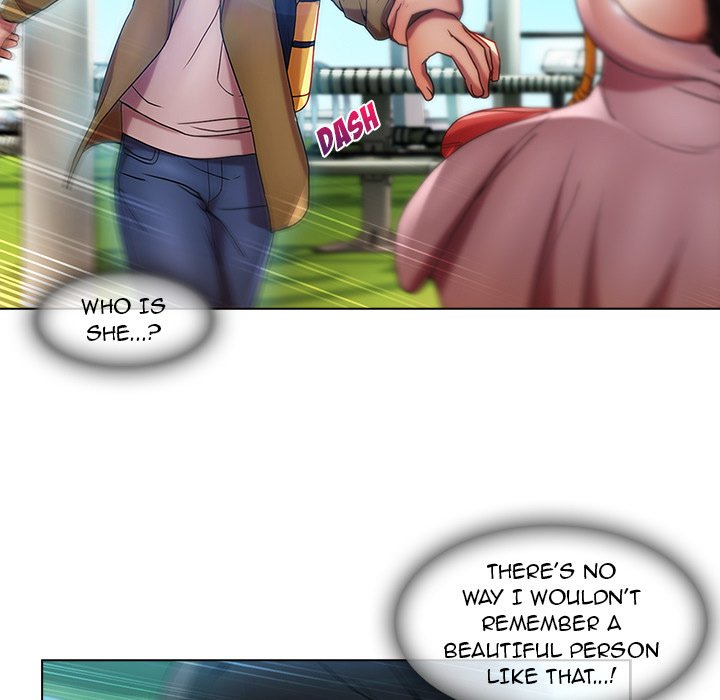 DASH
WHO IS
SHE...?
THERE'S NO
WAY I WOULDN'T
REMEMBER A
BEAUTIFUL PERSON
LIKE THAT...!